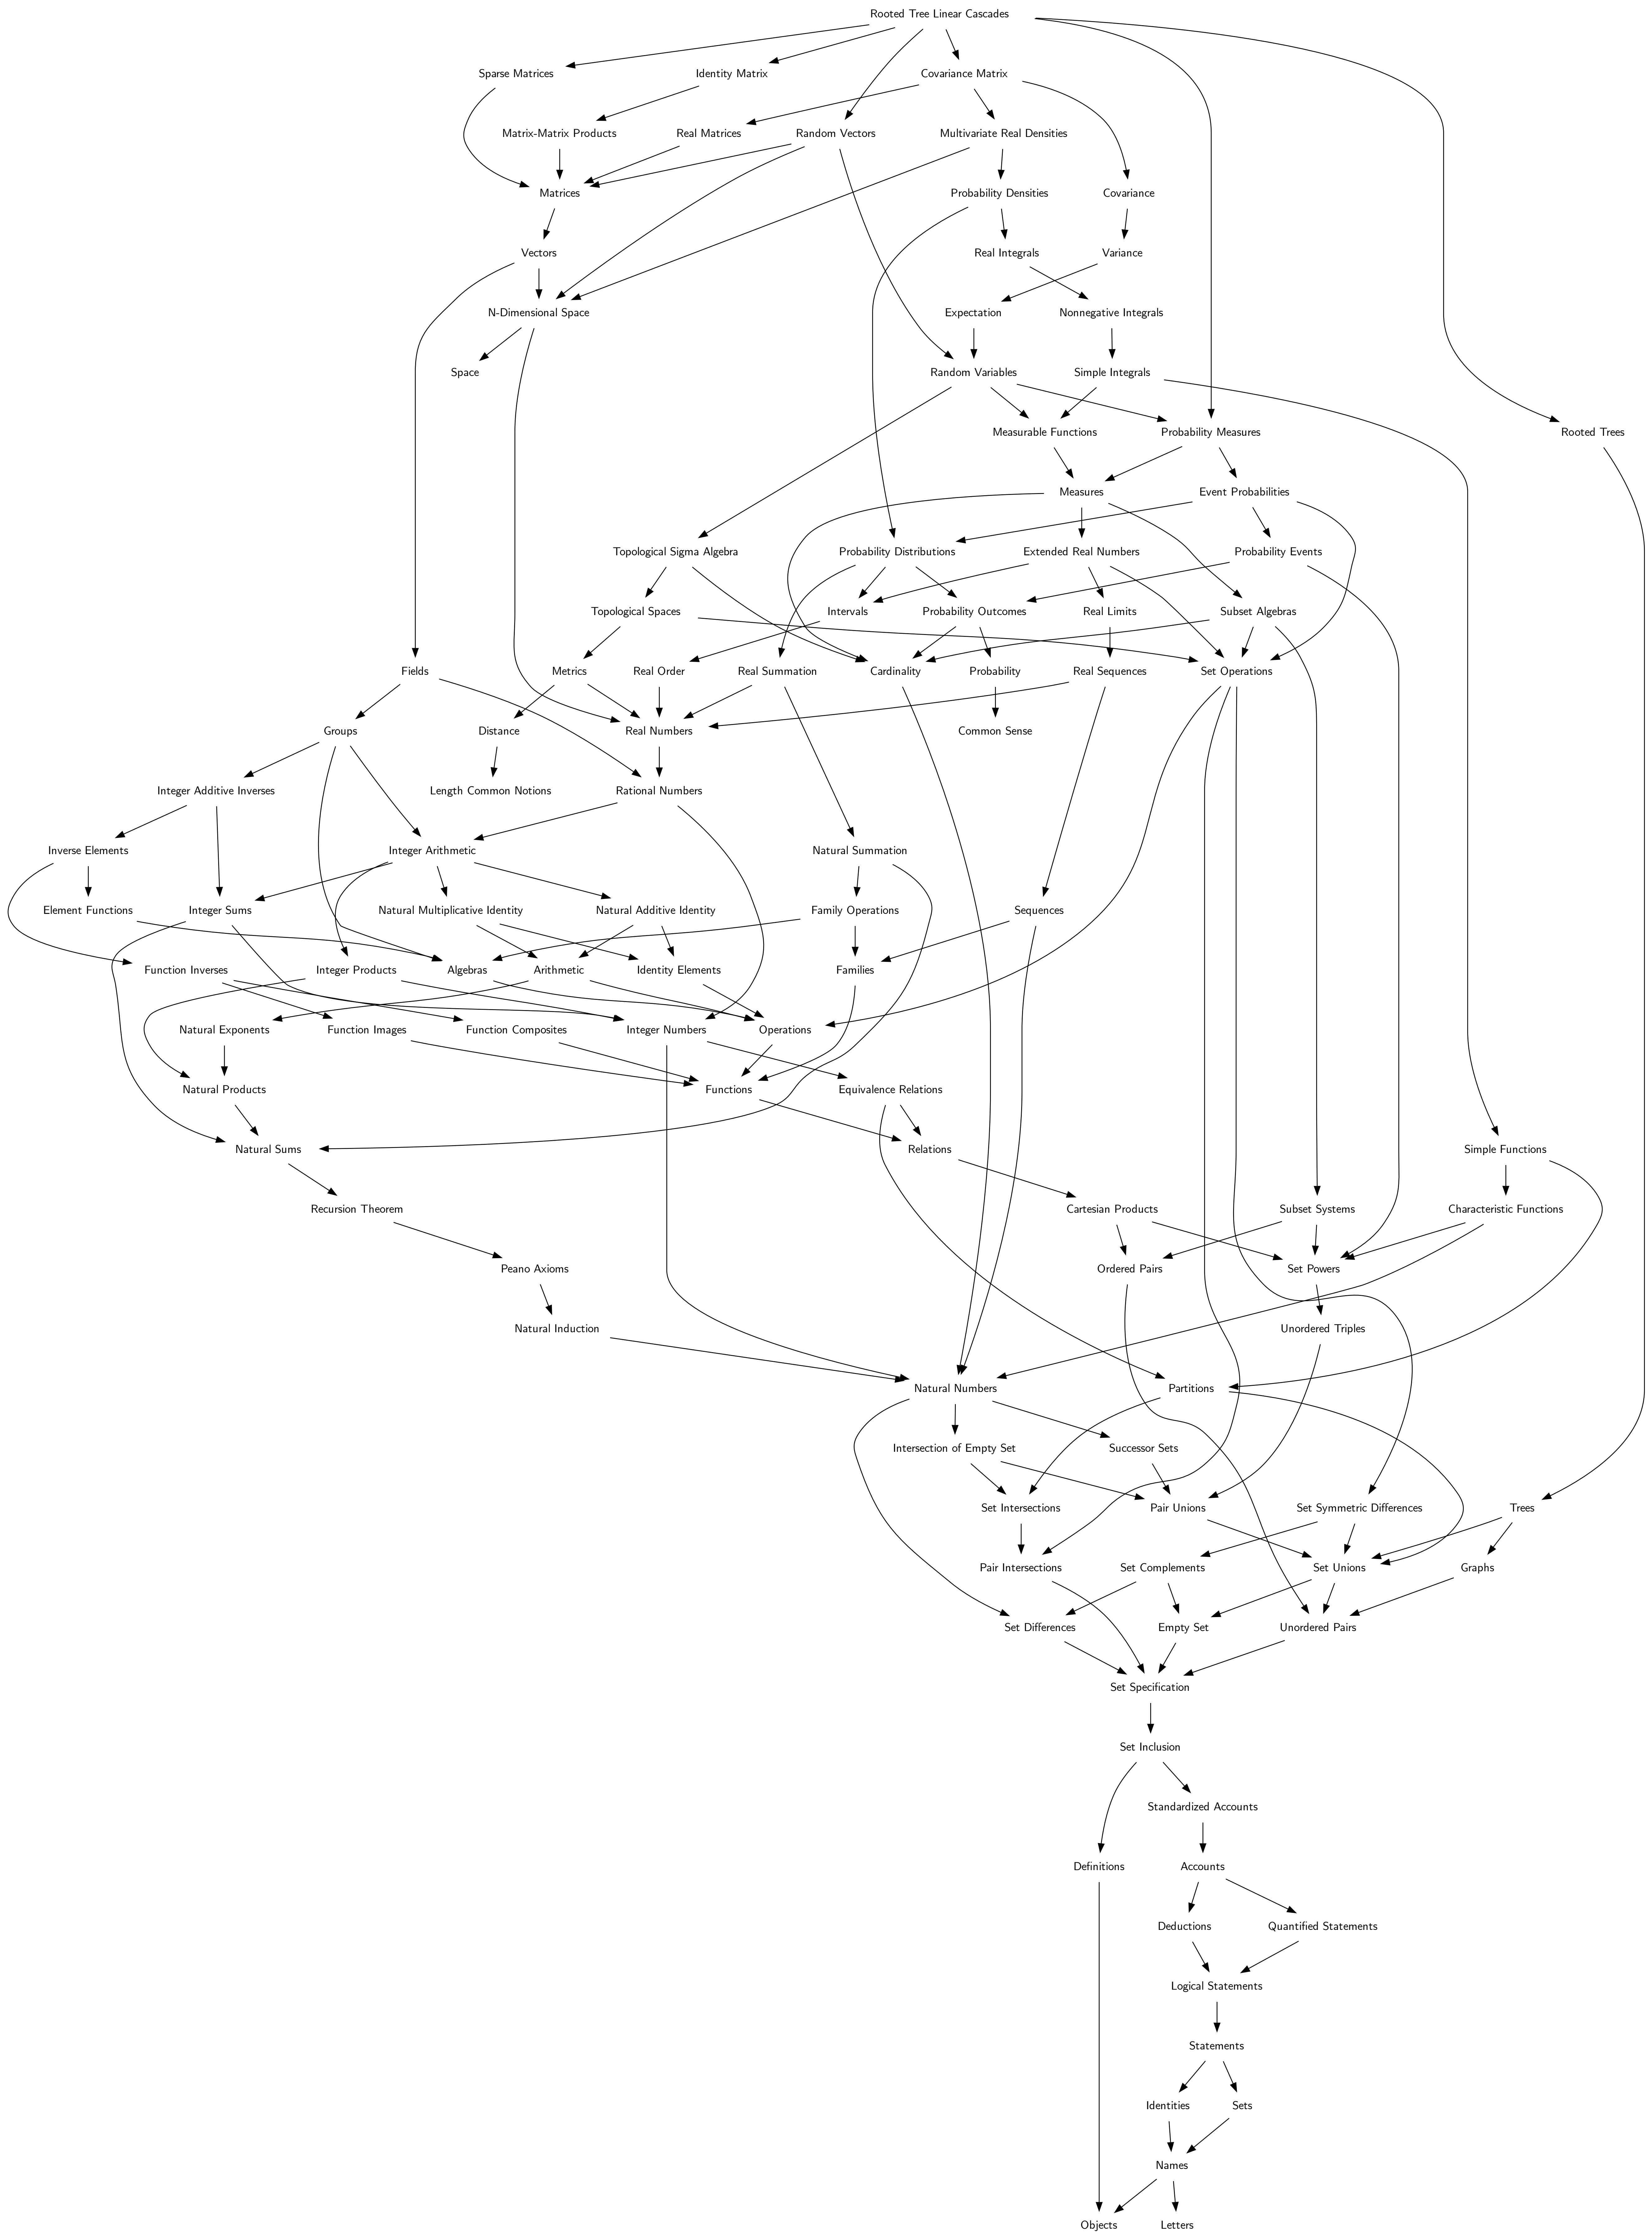 Rooted Tree Linear Cascades
Sparse Matrices
Identity Matrix
Covariance Matrix
Matrix-Matrix Products
Real Matrices
Random Vectors
Multivariate Real Densities
Matrices
Probability Densities
Covariance
Vectors
Real Integrals
Variance
N-Dimensional Space
Expectation
Nonnegative Integrals
Space
Random Variables
Simple Integrals
Measurable Functions
Probability Measures
Rooted Trees
Measures
Event Probabilities
Topological Sigma Algebra
Probability Distributions
Extended Real Numbers
Probability Events
Topological Spaces
Intervals
Probability Outcomes
Real Limits
Subset Algebras
Fields
Metrics
Real Order
Real Summation
Cardinality
Probability
Real Sequences
Set Operations
Groups
Distance
Real Numbers
Common Sense
Integer Additive Inverses
Length Common Notions
Rational Numbers
Inverse Elements
Integer Arithmetic
Natural Summation
Element Functions
Integer Sums
Natural Multiplicative Identity
Natural Additive Identity
Family Operations
Sequences
Function Inverses
Integer Products
Algebras
Arithmetic
Identity Elements
Families
Natural Exponents
Function Images
Function Composites
Integer Numbers
Operations
Natural Products
Functions
Equivalence Relations
Natural Sums
Relations
Simple Functions
Recursion Theorem
Cartesian Products
Subset Systems
Characteristic Functions
Peano Axioms
Ordered Pairs
Set Powers
Natural Induction
Unordered Triples
Natural Numbers
Partitions
Intersection of Empty Set
Successor Sets
Set Intersections
Pair Unions
Set Symmetric Differences
Trees
Pair Intersections
Set Complements
Set Unions
Graphs
Set Differences
Empty Set
Unordered Pairs
Set Specification
Set Inclusion
Standardized Accounts
Definitions
Accounts
Deductions
Quantified Statements
Logical Statements
Statements
Identities
Sets
Names
Objects
Letters